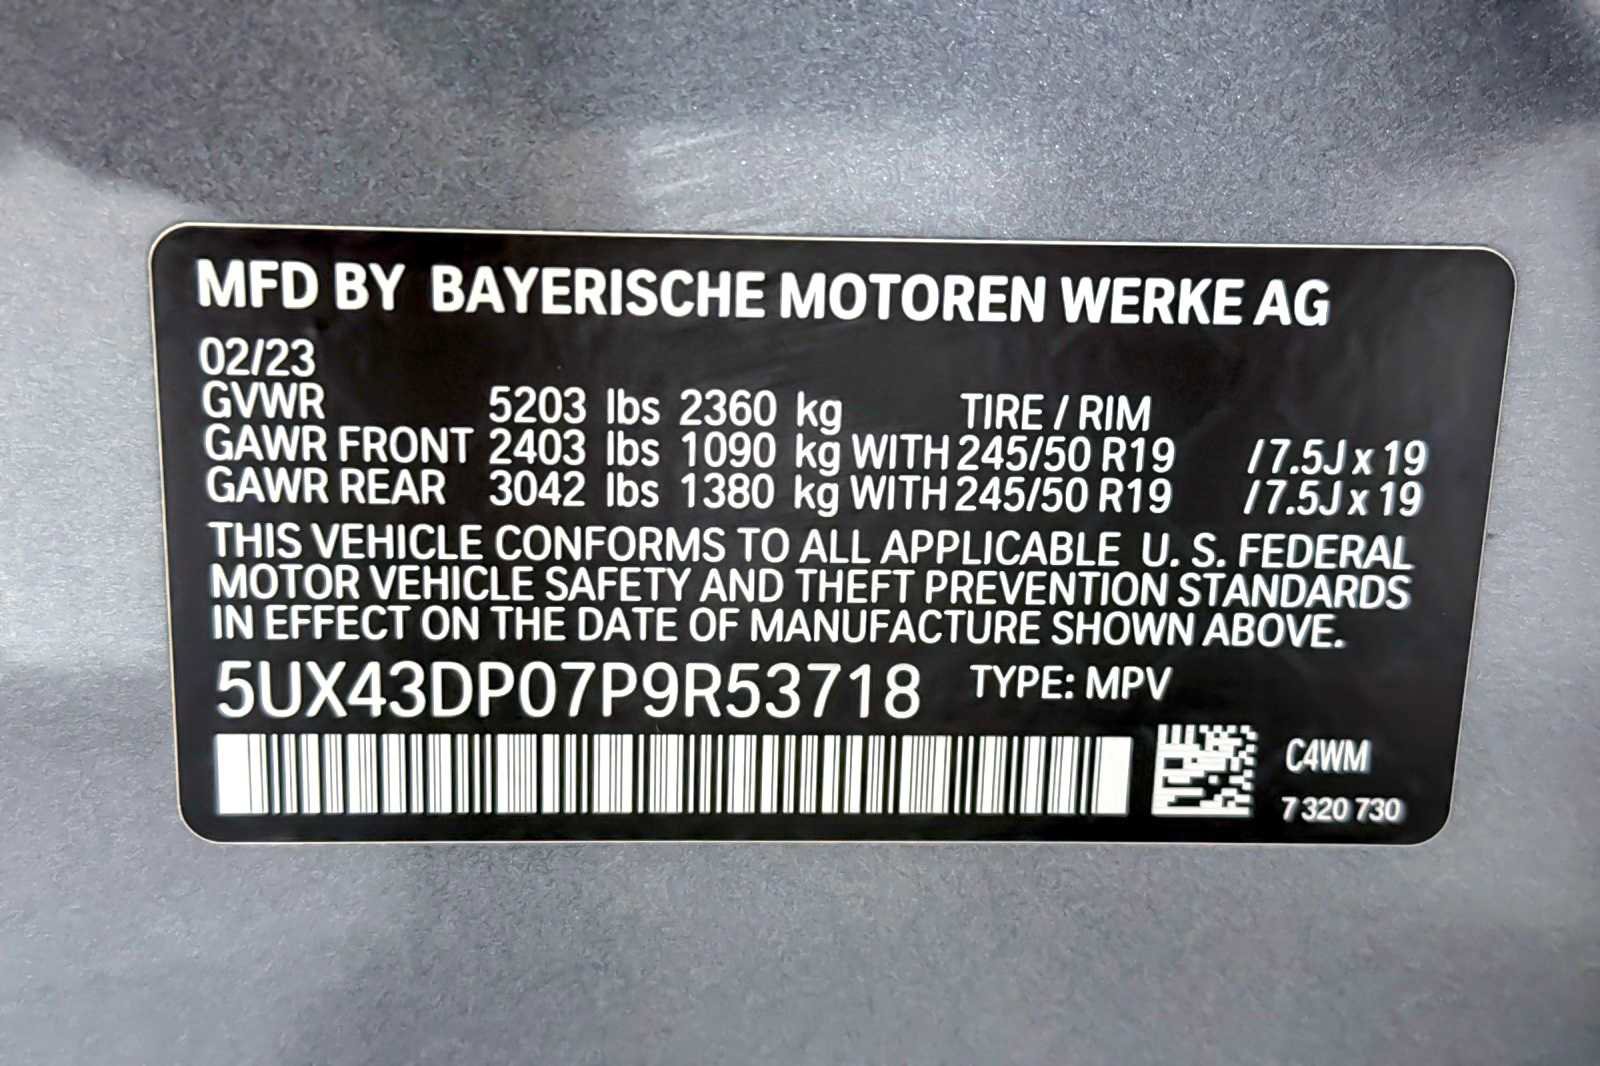 MFD BY BAYERISCHE MOTOREN WERKE AG
02/23
GVWR 5203 lbs 2360 kg TIRE / RIM
GAWR FRONT 2403 lbs 1090 kg WITH 245/50 R19 / 7.5J x 19
GAWR REAR 3042 lbs 1380 kg WITH 245/50 R19 / 7.5J x 19
THIS VEHICLE CONFORMS TO ALL APPLICABLE U. S. FEDERAL
MOTOR VEHICLE SAFETY AND THEFT PREVENTION STANDARDS
IN EFFECT ON THE DATE OF MANUFACTURE SHOWN ABOVE.
5UX43DP07P9R53718 TYPE: MPV
C4WM
7 320 730